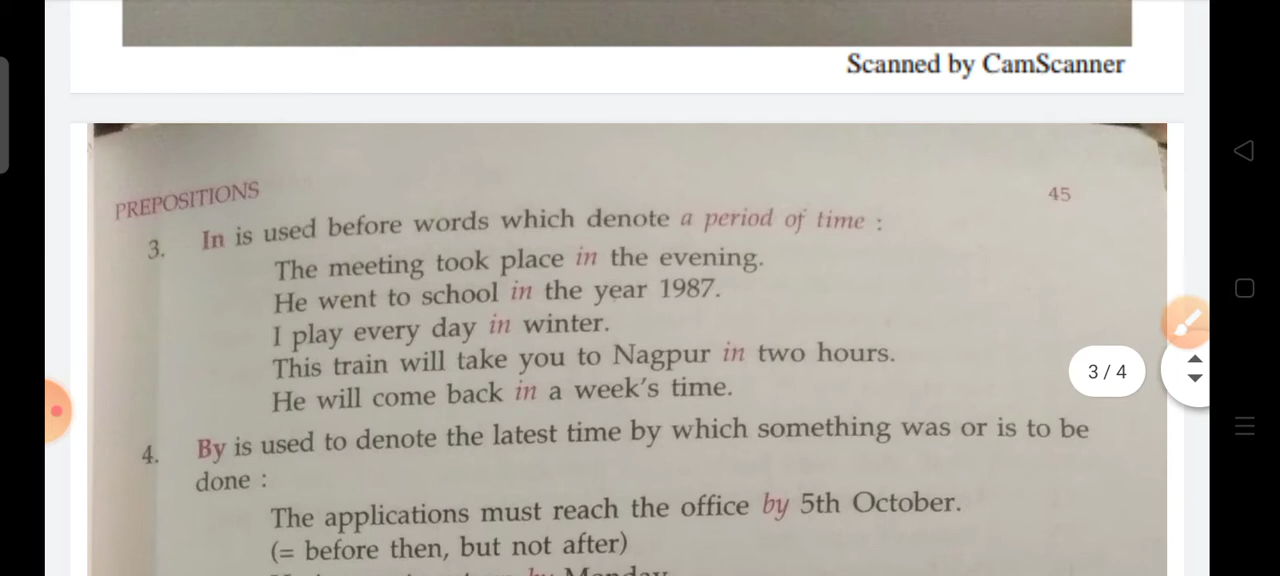 Scanned by CamScanner
PREPOSITIONS
45
3. In is used before words which denote a period of time :
The meeting took place in the evening.
He went to school in the year 1987.
I play every day in winter.
This train will take you to Nagpur in two hours.
He will come back in a week's time.
3 / 4
4. By is used to denote the latest time by which something was or is to be
done :
The applications must reach the office by 5th October.
(= before then, but not after)
by Monday